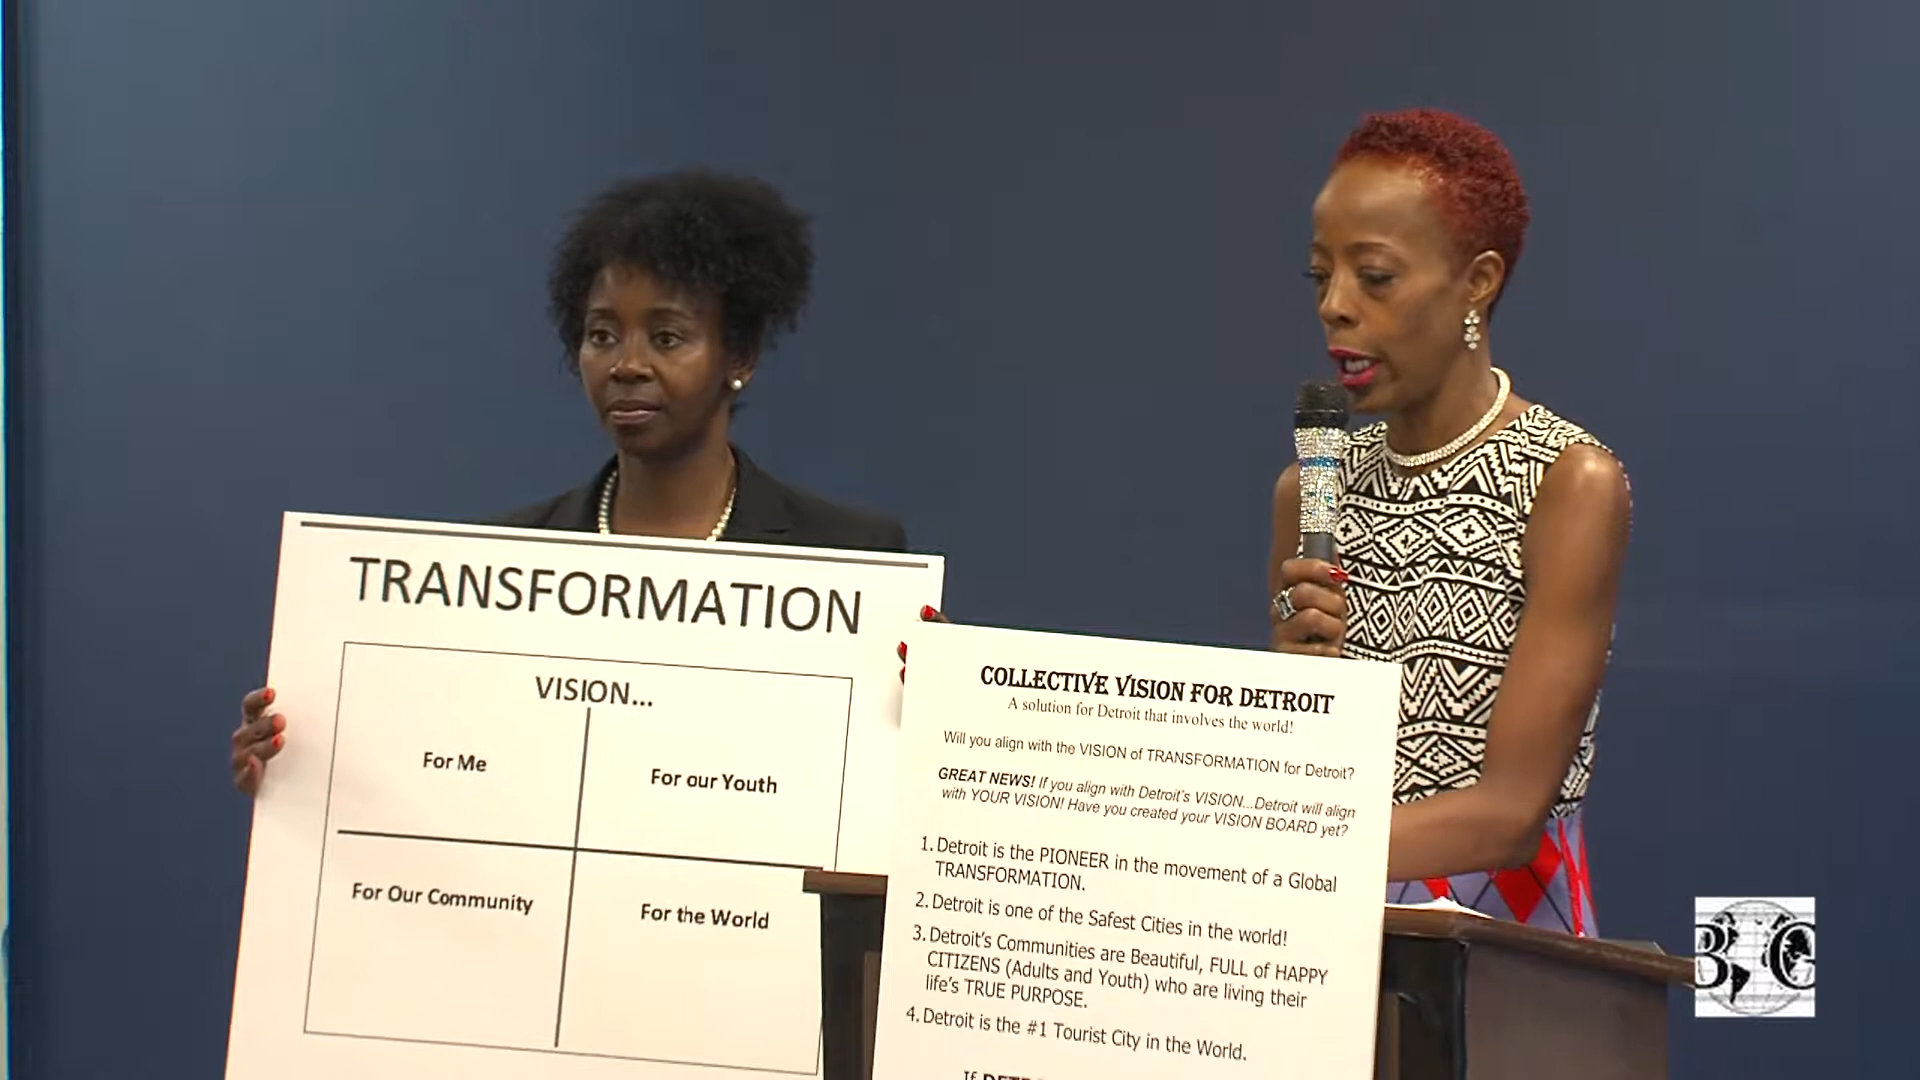 TRANSFORMATION
VISION...
For Me
For our Youth
For Our Community
For the World
COLLECTIVE VISION FOR DETROIT
A solution for Detroit that involves the world!
Will you align with the VISION of TRANSFORMATION for Detroit?
GREAT NEWS! If you align with Detroit's VISION...Detroit will align
with YOUR VISION! Have you created your VISION BOARD yet?
1. Detroit is the PIONEER in the movement of a Global
TRANSFORMATION.
2. Detroit is one of the Safest Cities in the world!
3. Detroit's Communities are Beautiful, FULL of HAPPY
CITIZENS (Adults and Youth) who are living their
life's TRUE PURPOSE.
4. Detroit is the #1 Tourist City in the World.
If